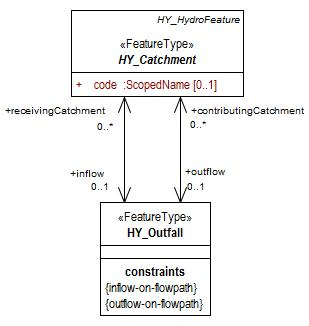 HY_HydroFeature
«FeatureType»
HY_Catchment
+ code :ScopedName [0..1]
+receivingCatchment
+contributingCatchment
0..*
0..*
+inflow
+outflow
0..1
0..1
«FeatureType»
HY_Outfall
constraints
{inflow-on-flowpath}
{outflow-on-flowpath}